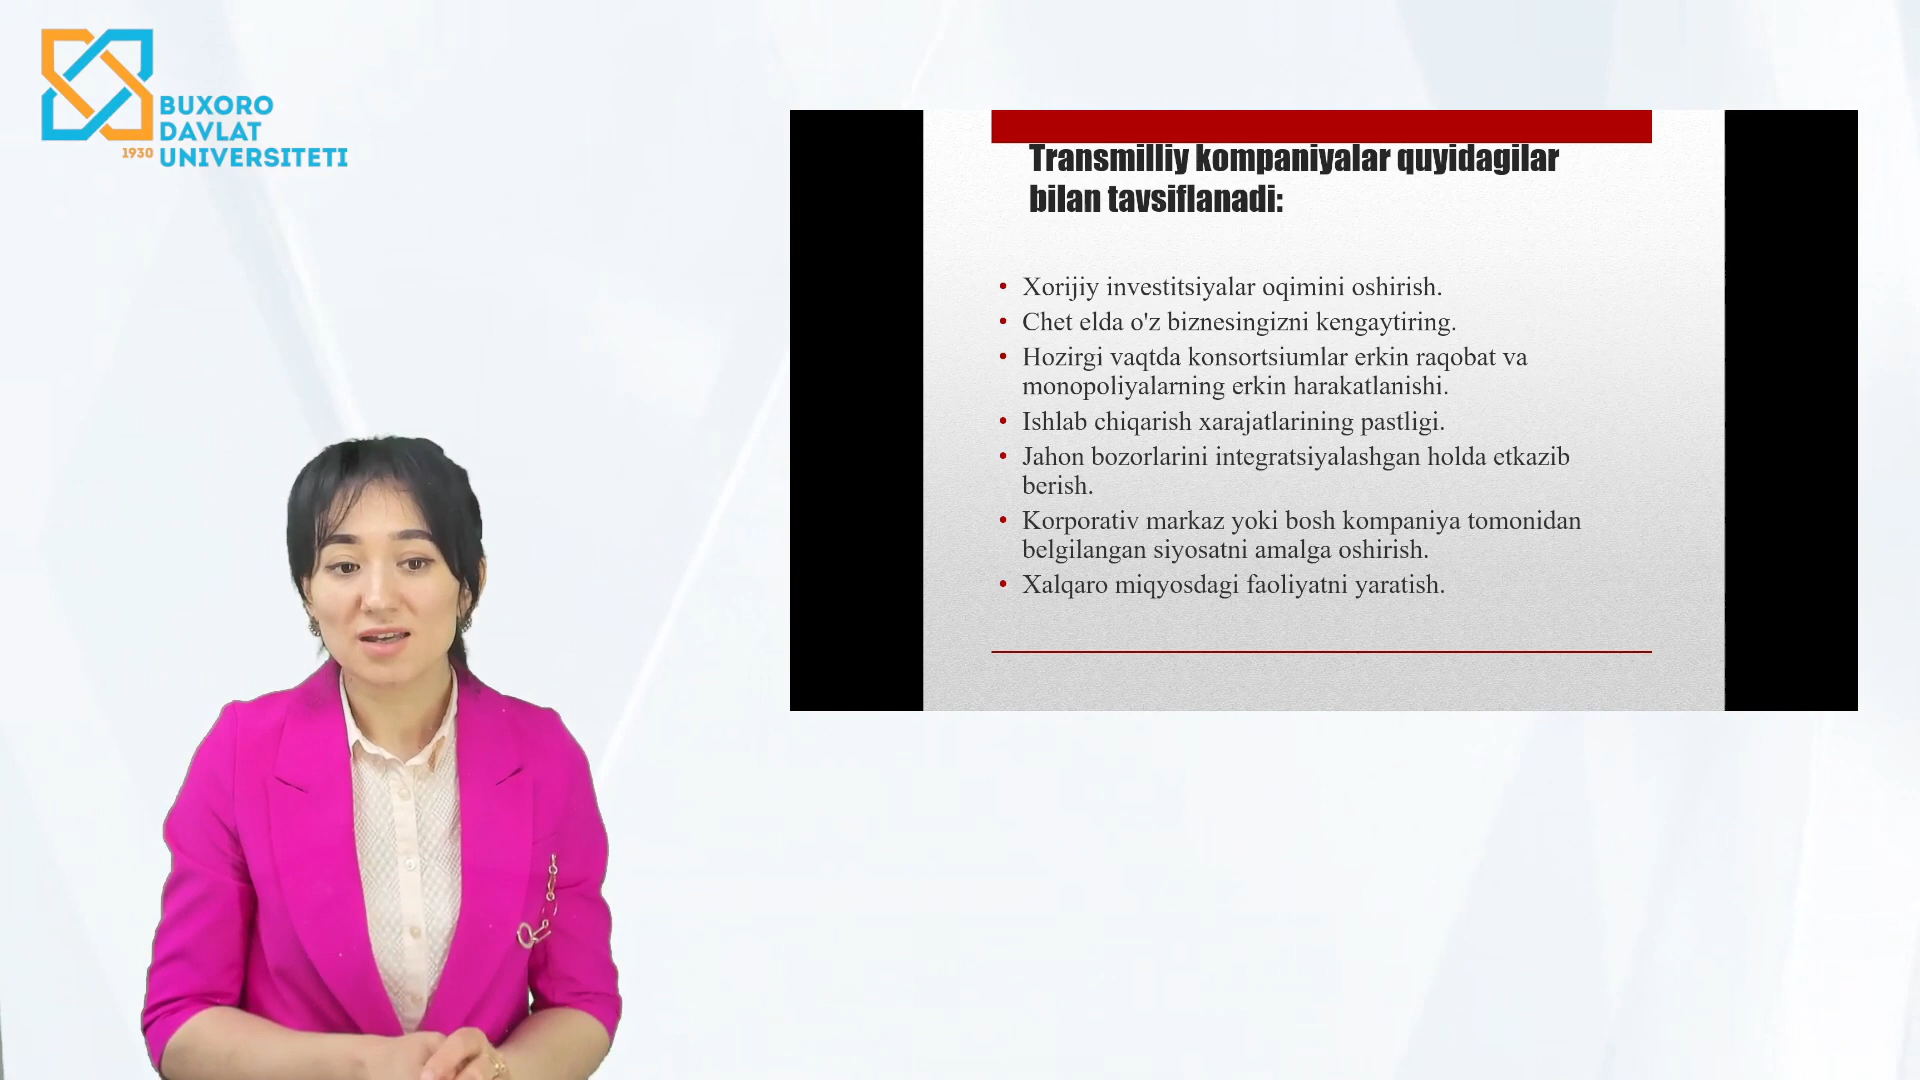 BUXORO
DAVLAT
1930 UNIVERSITETI
Transmilliy kompaniyalar quyidagilar
bilan tavsiflanadi:
• Xorijiy investitsiyalar oqimini oshirish.
• Chet elda o'z biznesingizni kengaytiring.
• Hozirgi vaqtda konsortsiumlar erkin raqobat va
monopoliyalarning erkin harakatlanishi.
• Ishlab chiqarish xarajatlarining pastligi.
• Jahon bozorlarini integratsiyalashgan holda etkazib
berish.
• Korporativ markaz yoki bosh kompaniya tomonidan
belgilangan siyosatni amalga oshirish.
• Xalqaro miqyosdagi faoliyatni yaratish.